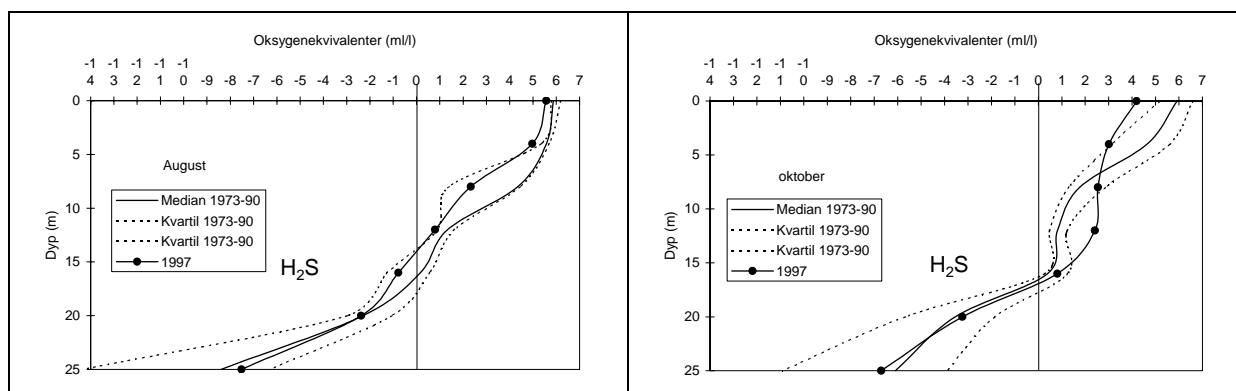 Oksygenekvivalenter (ml/l)
-1 -1 -1 -1 -1
4 3 2 1 0 -9 -8 -7 -6 -5 -4 -3 -2 -1 0 1 2 3 4 5 6 7
0
5
10
15
20
25
Dyp (m)
August
Median 1973-90
Kvartil 1973-90
Kvartil 1973-90
1997
H₂S
Oksygenekvivalenter (ml/l)
-1 -1 -1 -1 -1
4 3 2 1 0 -9 -8 -7 -6 -5 -4 -3 -2 -1 0 1 2 3 4 5 6 7
0
5
10
15
20
25
Dyp (m)
oktober
Median 1973-90
Kvartil 1973-90
Kvartil 1973-90
1997
H₂S